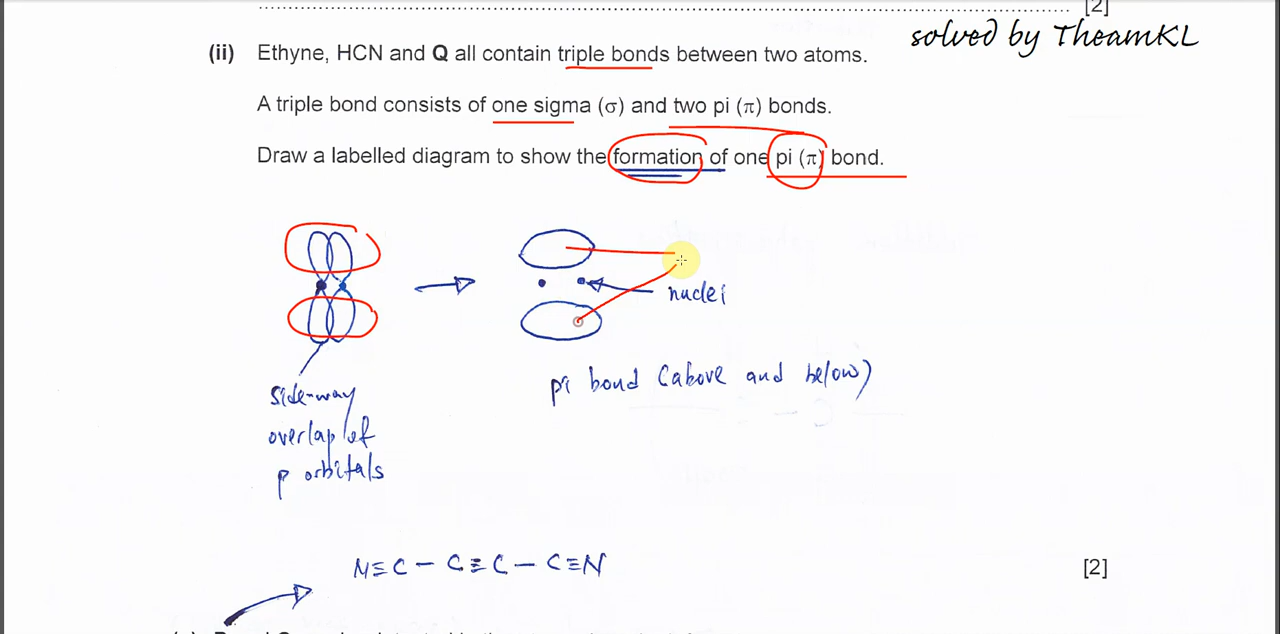 [2]
solved by TheamKL
(ii) Ethyne, HCN and Q all contain triple bonds between two atoms.
A triple bond consists of one sigma (σ) and two pi (π) bonds.
Draw a labelled diagram to show the formation of one pi (π) bond.
nuclei
pi bond (above and below)
side-way
overlap of
p orbitals
N≡C – C≡C – C≡N
[2]